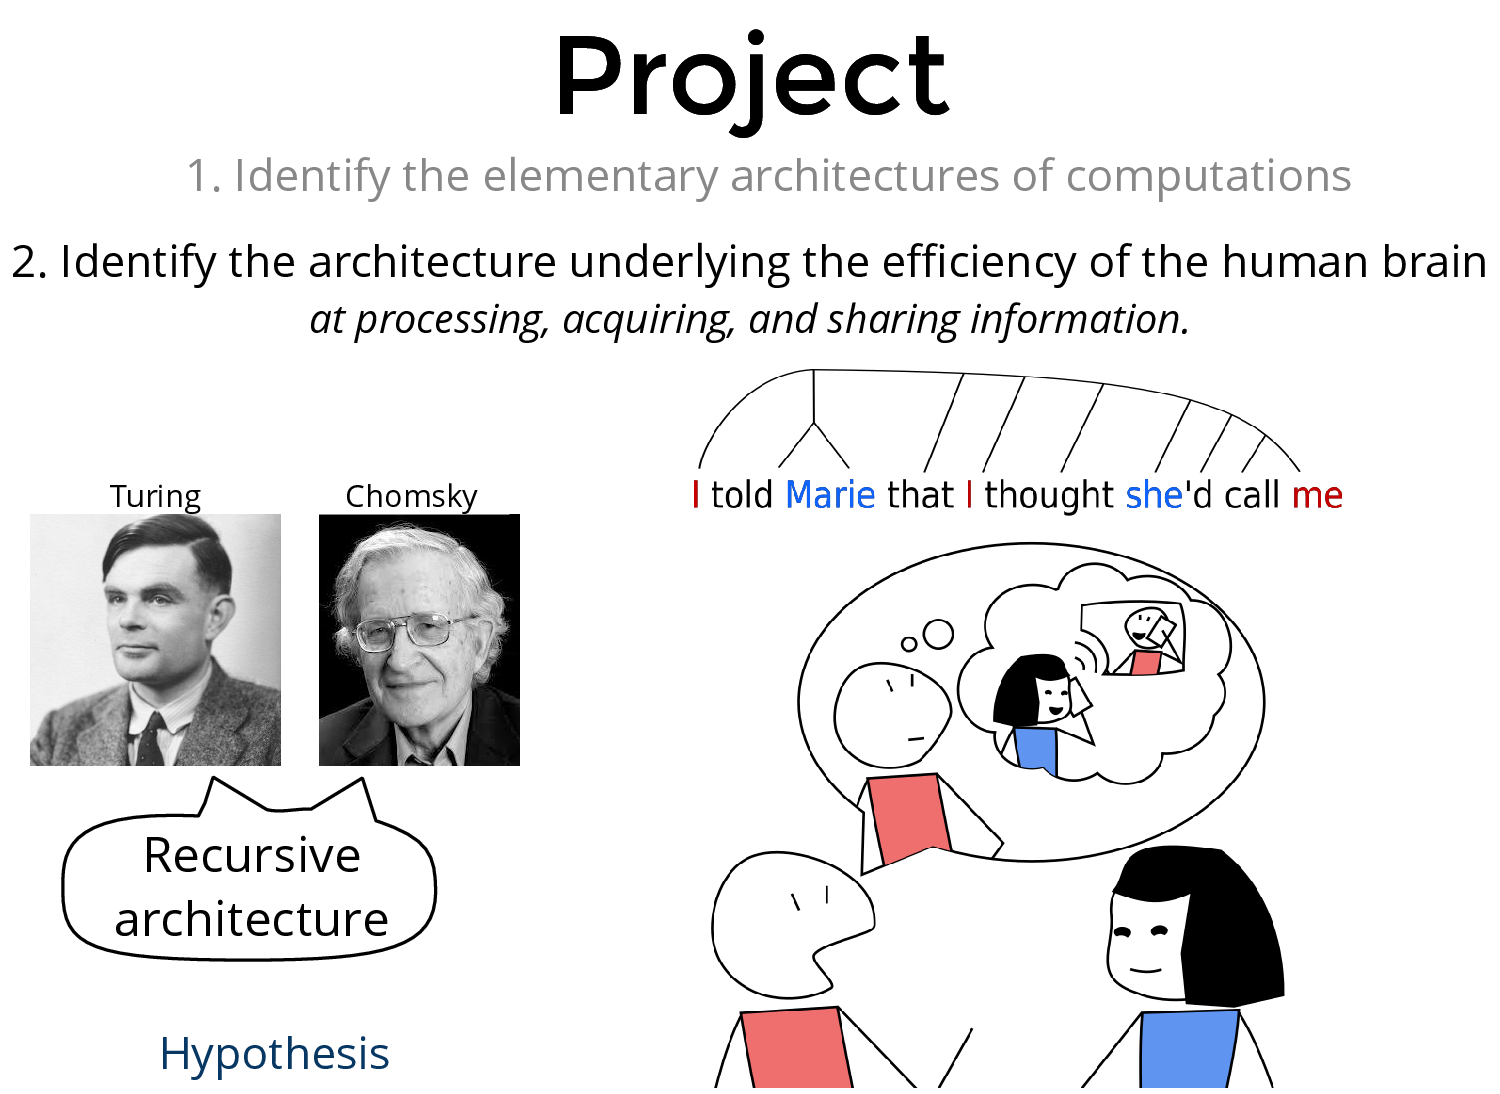 Project
1. Identify the elementary architectures of computations
2. Identify the architecture underlying the efficiency of the human brain
at processing, acquiring, and sharing information.
Turing
Chomsky
I told Marie that I thought she'd call me
Recursive
architecture
Hypothesis